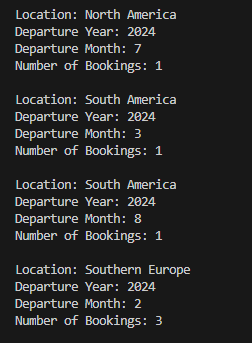 Location: North America
Departure Year: 2024
Departure Month: 7
Number of Bookings: 1

Location: South America
Departure Year: 2024
Departure Month: 3
Number of Bookings: 1

Location: South America
Departure Year: 2024
Departure Month: 8
Number of Bookings: 1

Location: Southern Europe
Departure Year: 2024
Departure Month: 2
Number of Bookings: 3